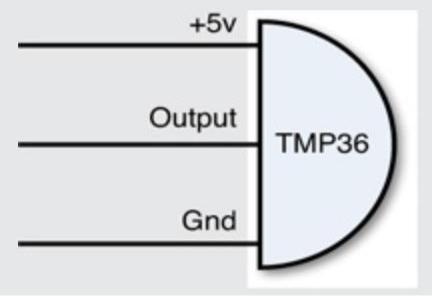 +5v
Output
TMP36
Gnd